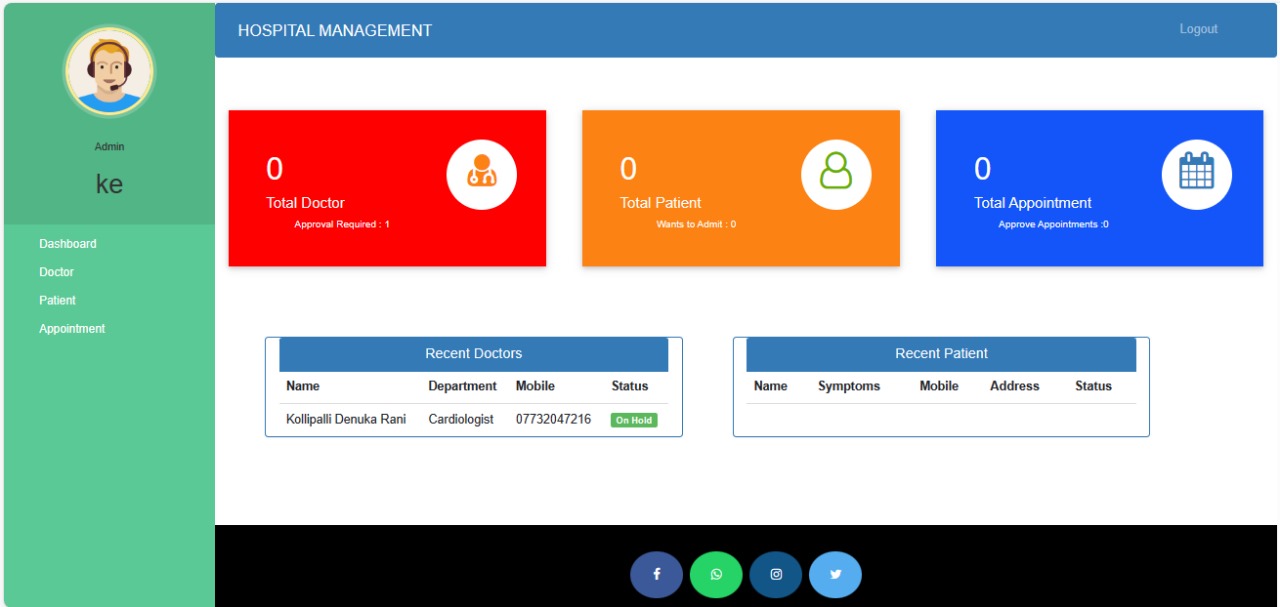 HOSPITAL MANAGEMENT
Logout
Admin
ke
Dashboard
Doctor
Patient
Appointment
0
Total Doctor
Approval Required : 1
0
Total Patient
Wants to Admit : 0
0
Total Appointment
Approve Appointments :0
Recent Doctors
Name Department Mobile Status
Kollipalli Denuka Rani Cardiologist 07732047216 On Hold
Recent Patient
Name Symptoms Mobile Address Status